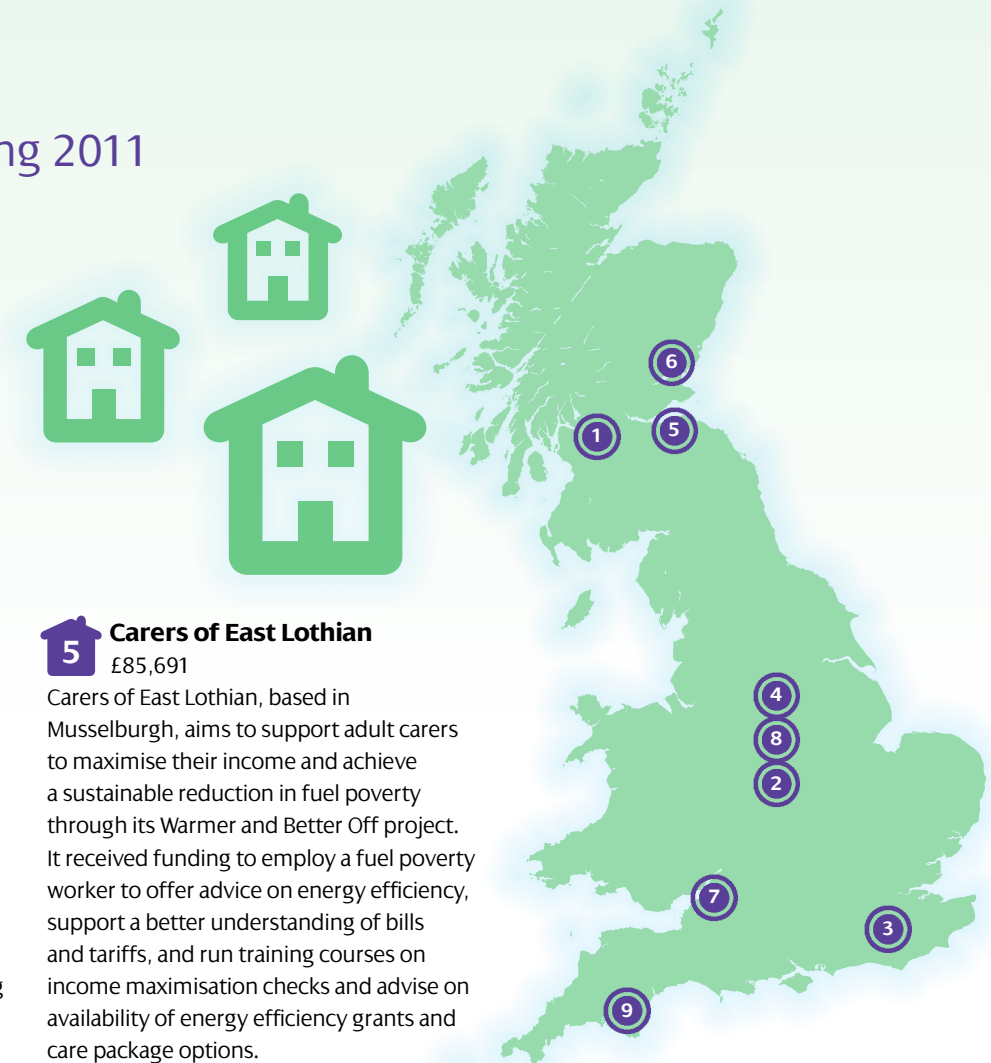 ng 2011
6
1
5
5
Carers of East Lothian
£85,691
Carers of East Lothian, based in
Musselburgh, aims to support adult carers
to maximise their income and achieve
a sustainable reduction in fuel poverty
through its Warmer and Better Off project.
It received funding to employ a fuel poverty
worker to offer advice on energy efficiency,
support a better understanding of bills
and tariffs, and run training courses on
income maximisation checks and advise on
availability of energy efficiency grants and
care package options.
g
4
8
2
7
3
9